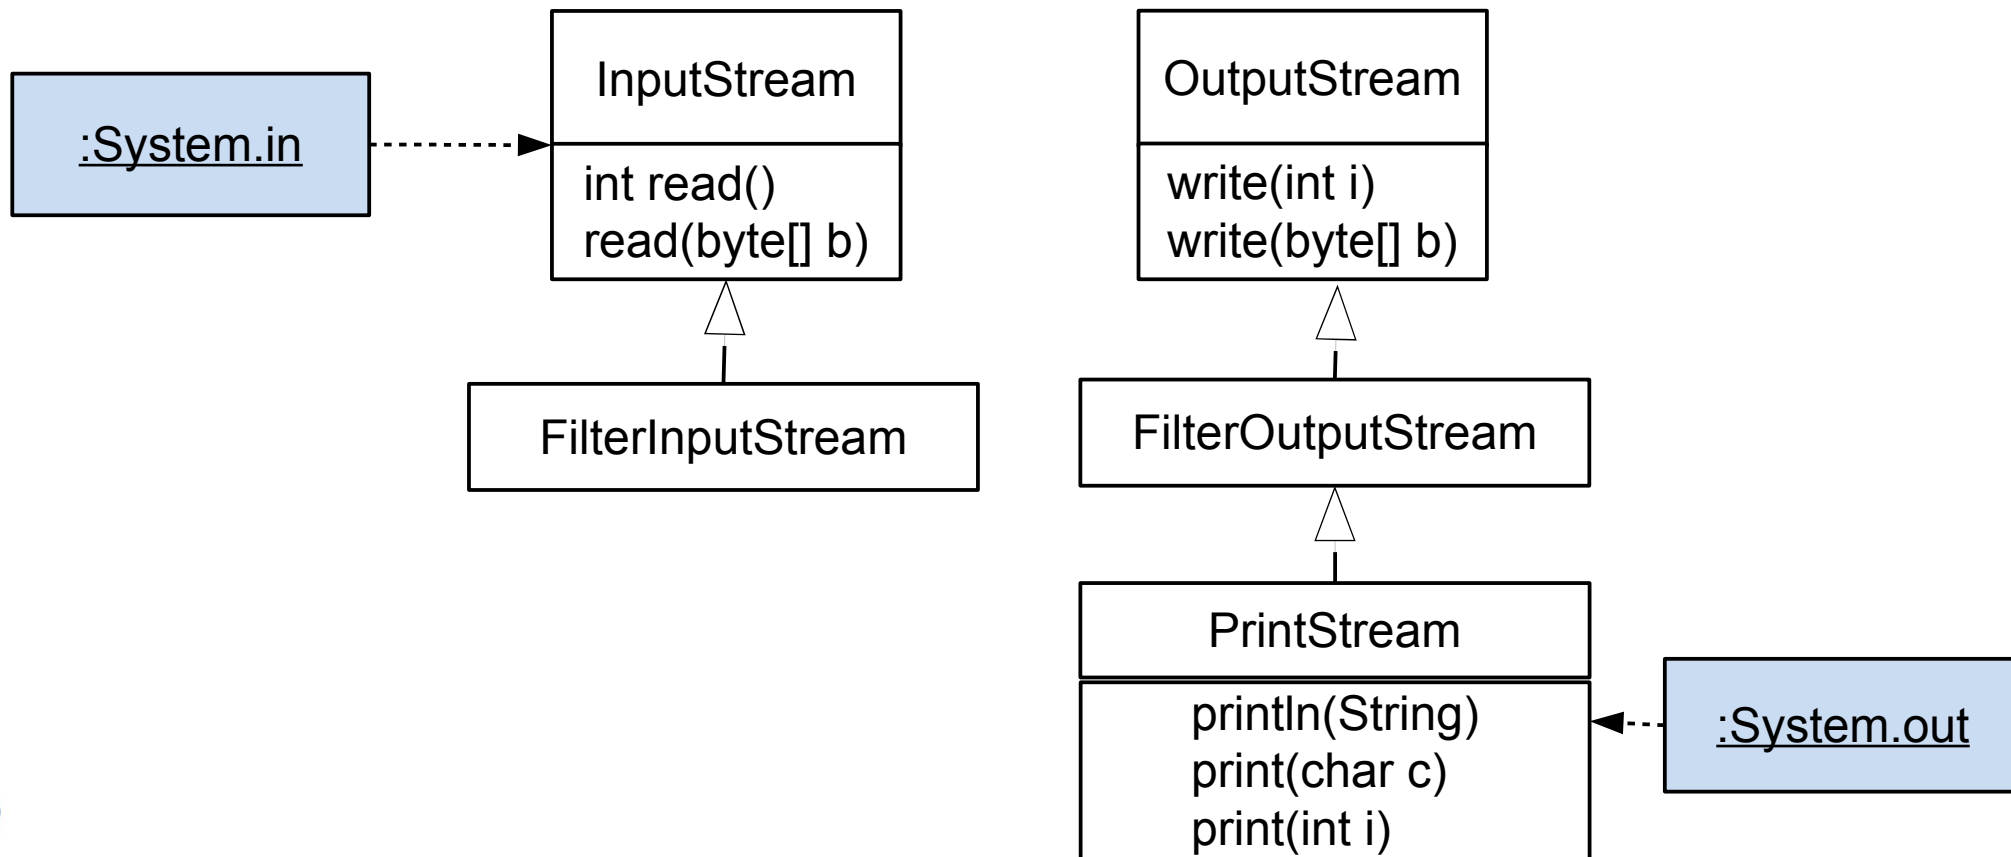 InputStream
OutputStream
:System.in
int read()
read(byte[] b)
write(int i)
write(byte[] b)
FilterInputStream
FilterOutputStream
PrintStream
println(String)
print(char c)
print(int i)
:System.out